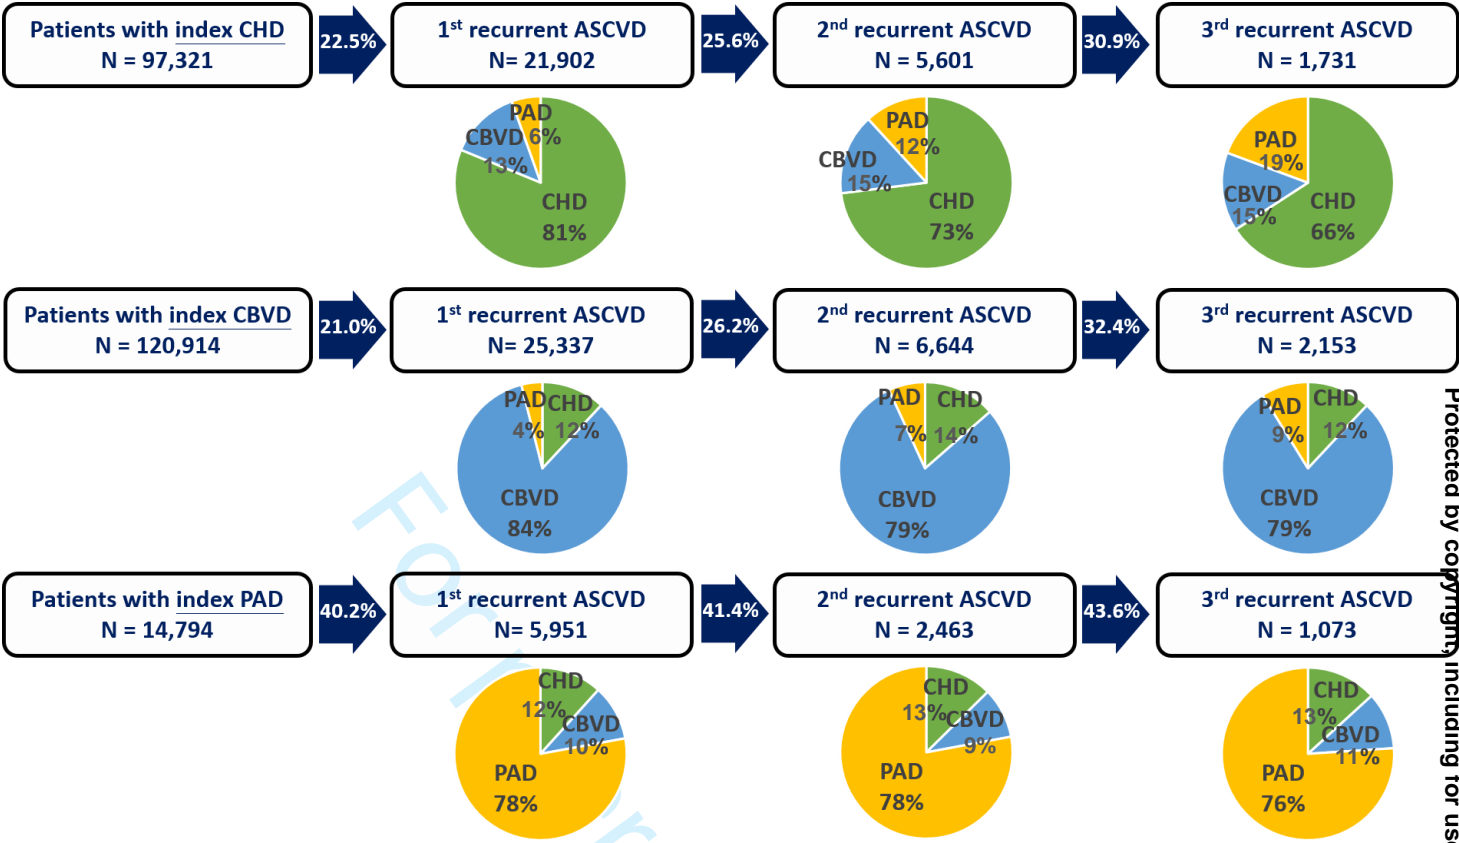 Patients with index CHD
N = 97,321
22.5%
1st recurrent ASCVD
N= 21,902
25.6%
2nd recurrent ASCVD
N = 5,601
30.9%
3rd recurrent ASCVD
N = 1,731
PAD
6%
CBVD
13%
CHD
81%
PAD
12%
CBVD
15%
CHD
73%
PAD
19%
CBVD
15%
CHD
66%
Patients with index CBVD
N = 120,914
21.0%
1st recurrent ASCVD
N= 25,337
26.2%
2nd recurrent ASCVD
N = 6,644
32.4%
3rd recurrent ASCVD
N = 2,153
PAD
4%
CHD
12%
CBVD
84%
PAD
7%
CHD
14%
CBVD
79%
PAD
9%
CHD
12%
CBVD
79%
Patients with index PAD
N = 14,794
40.2%
1st recurrent ASCVD
N= 5,951
41.4%
2nd recurrent ASCVD
N = 2,463
43.6%
3rd recurrent ASCVD
N = 1,073
CHD
12%
CBVD
10%
PAD
78%
CHD
13%
CBVD
9%
PAD
78%
CHD
13%
CBVD
11%
PAD
76%
For
Protected by copyright, including for